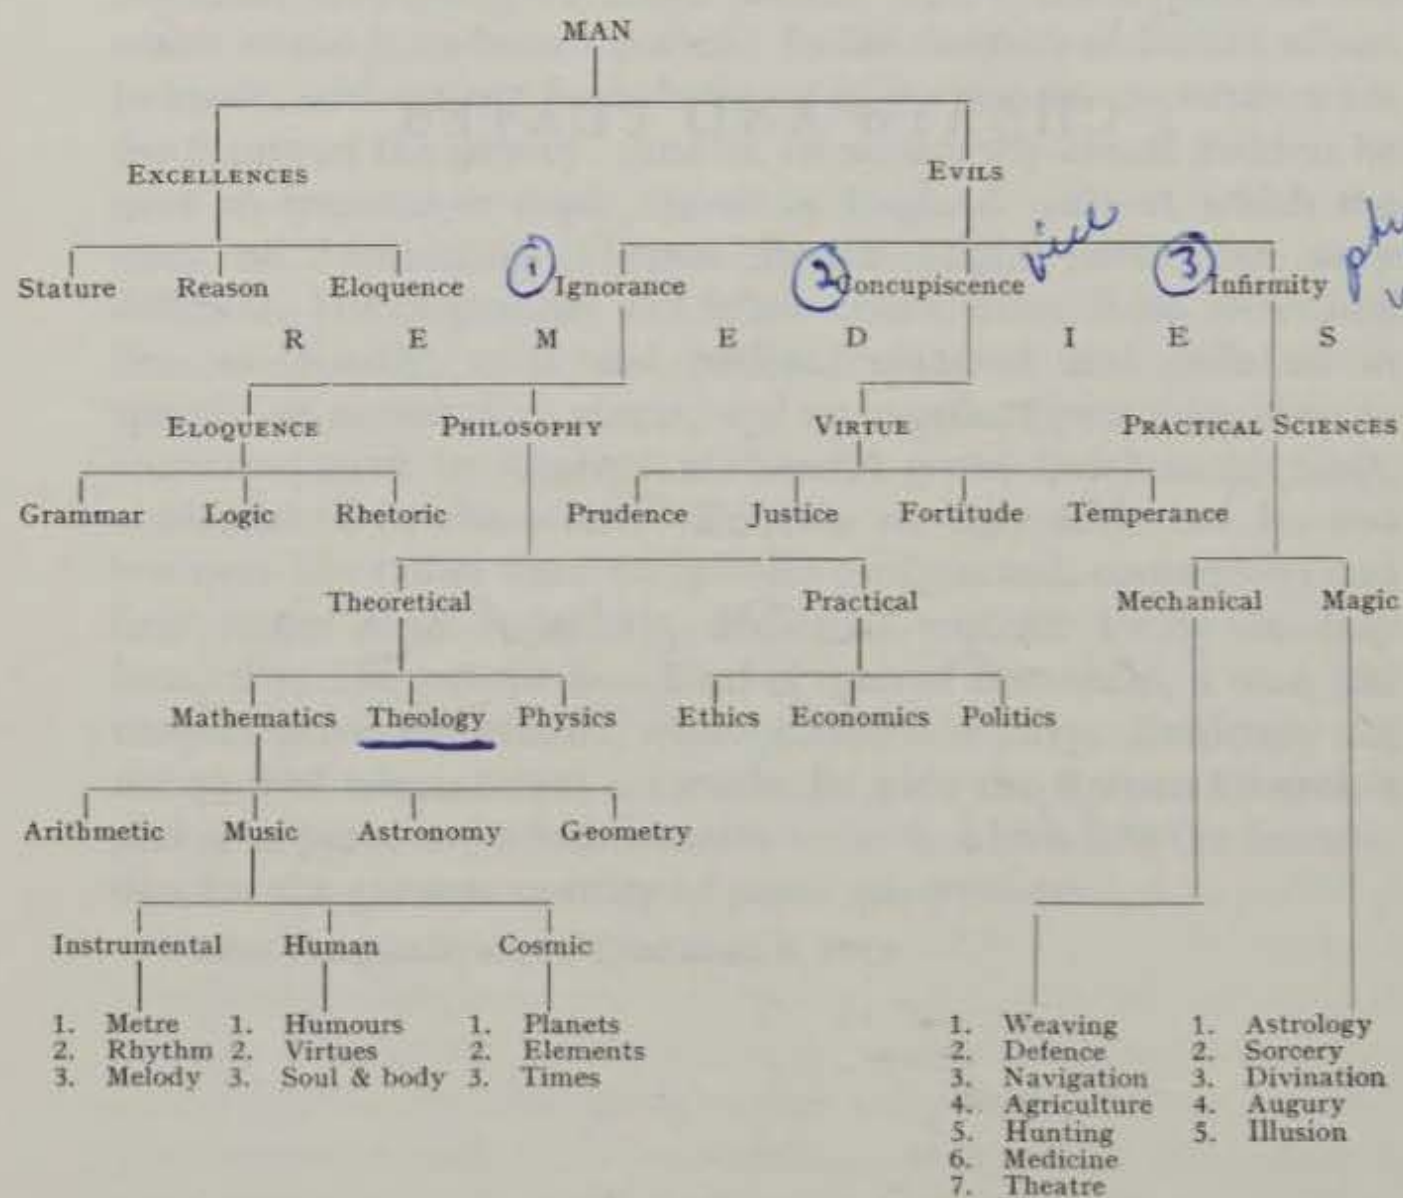 MAN
EXCELLENCES EVILS
vice
Stature Reason Eloquence 1 Ignorance 2 Concupiscence 3 Infirmity
R E M E D I E S
ELOQUENCE PHILOSOPHY VIRTUE PRACTICAL SCIENCES
Grammar Logic Rhetoric Prudence Justice Fortitude Temperance
Theoretical Practical Mechanical Magic
Mathematics Theology Physics Ethics Economics Politics
Arithmetic Music Astronomy Geometry
Instrumental Human Cosmic
1. Metre 1. Humours 1. Planets 1. Weaving 1. Astrology
2. Rhythm 2. Virtues 2. Elements 2. Defence 2. Sorcery
3. Melody 3. Soul & body 3. Times 3. Navigation 3. Divination
4. Agriculture 4. Augury
5. Hunting 5. Illusion
6. Medicine
7. Theatre